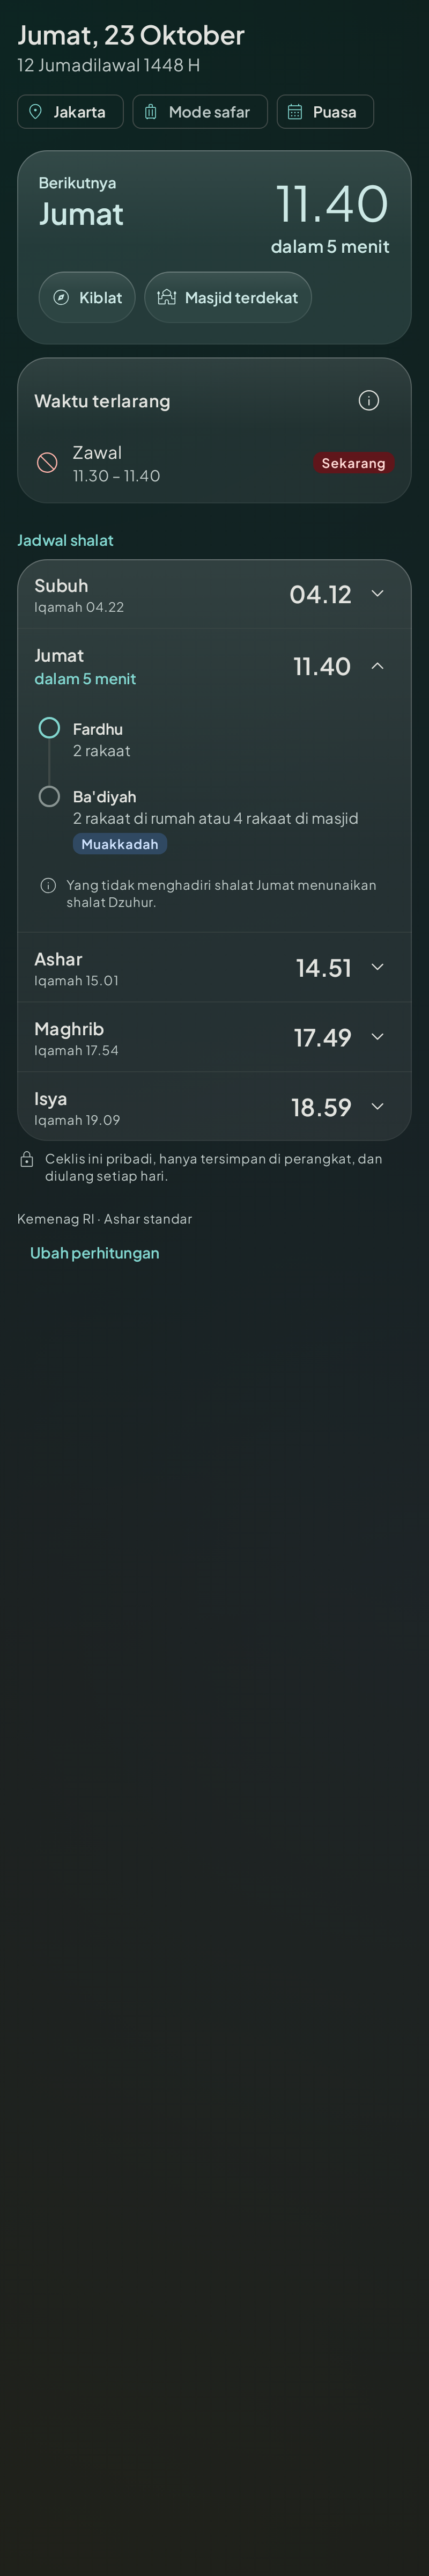 Jumat, 23 Oktober
12 Jumadilawal 1448 H
Jakarta
Mode safar
Puasa
Berikutnya
Jumat
11.40
dalam 5 menit
Kiblat
Masjid terdekat
Waktu terlarang
Zawal
11.30 – 11.40
Sekarang
Jadwal shalat
Subuh
Iqamah 04.22
04.12
Jumat
dalam 5 menit
11.40
Fardhu
2 rakaat
Ba'diyah
2 rakaat di rumah atau 4 rakaat di masjid
Muakkadah
Yang tidak menghadiri shalat Jumat menunaikan
shalat Dzuhur.
Ashar
Iqamah 15.01
14.51
Maghrib
Iqamah 17.54
17.49
Isya
Iqamah 19.09
18.59
Ceklis ini pribadi, hanya tersimpan di perangkat, dan
diulang setiap hari.
Kemenag RI · Ashar standar
Ubah perhitungan